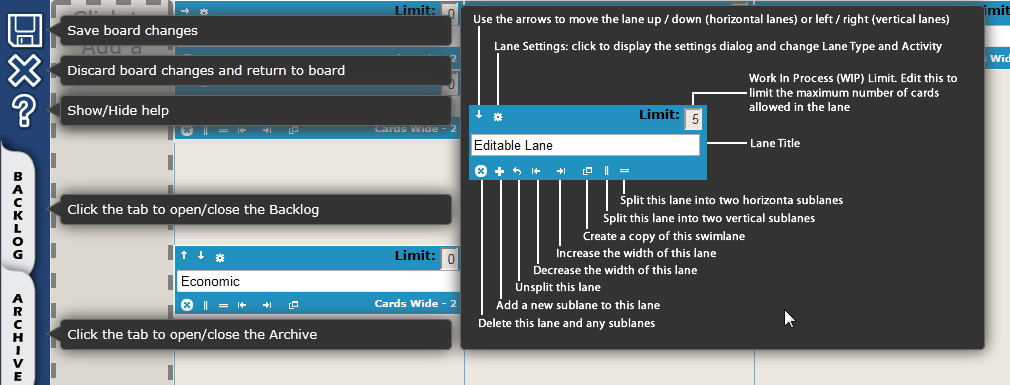 Click to
Add a
Save board changes
Discard board changes and return to board
Show/Hide help
BACKLOG
Click the tab to open/close the Backlog
ARCHIVE
Click the tab to open/close the Archive
Limit: 0
0
Cards Wide - 2
Limit: 0
Economic
Cards Wide - 2
Use the arrows to move the lane up / down (horizontal lanes) or left / right (vertical lanes)
Lane Settings: click to display the settings dialog and change Lane Type and Activity
Work In Process (WIP) Limit. Edit this to
limit the maximum number of cards
allowed in the lane
Limit: 5
Editable Lane
Lane Title
Split this lane into two horizonta sublanes
Split this lane into two vertical sublanes
Create a copy of this swimlane
Increase the width of this lane
Decrease the width of this lane
Unsplit this lane
Add a new sublane to this lane
Delete this lane and any sublanes
Limit:
Wid